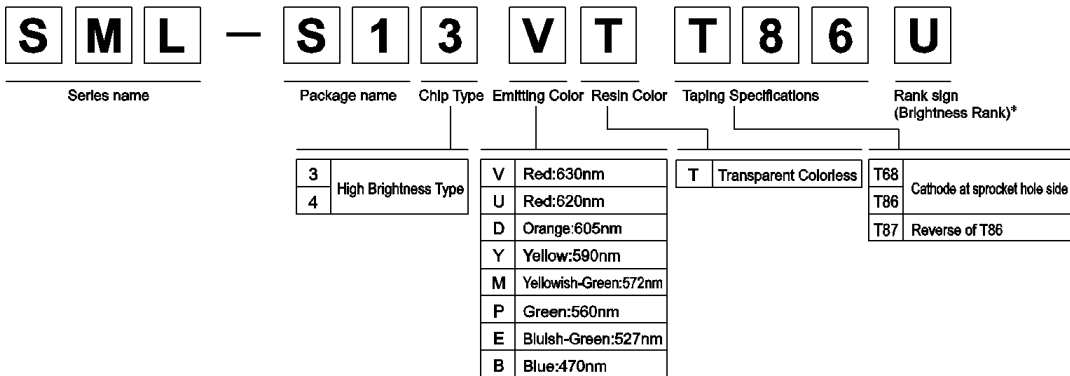 S M L – S 1 3 V T T 8 6 U
Series name Package name Chip Type Emitting Color Resin Color Taping Specifications Rank sign
(Brightness Rank)*
3 High Brightness Type
4
V Red:630nm
U Red:620nm
D Orange:605nm
Y Yellow:590nm
M Yellowish-Green:572nm
P Green:560nm
E Bluish-Green:527nm
B Blue:470nm
T Transparent Colorless
T68 Cathode at sprocket hole side
T86
T87 Reverse of T86